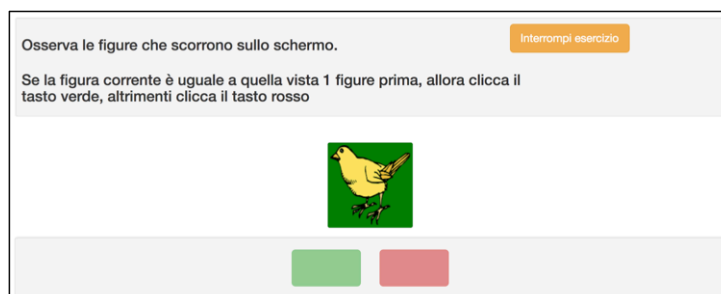 Osserva le figure che scorrono sullo schermo.
Interrompi esercizio
Se la figura corrente è uguale a quella vista 1 figure prima, allora clicca il
tasto verde, altrimenti clicca il tasto rosso